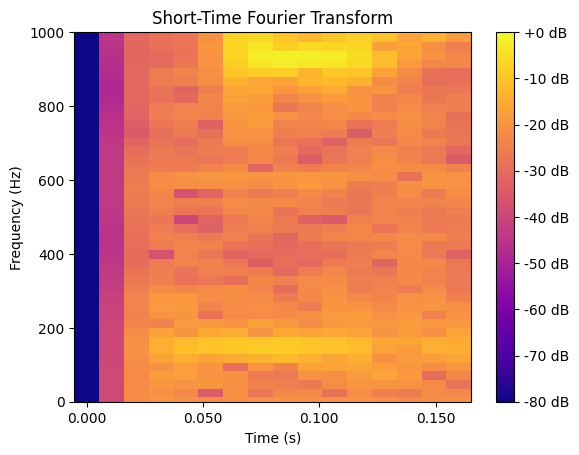 Short-Time Fourier Transform
Frequency (Hz)
1000
800
600
400
200
0
0.000
0.050
0.100
0.150
Time (s)
+0 dB
-10 dB
-20 dB
-30 dB
-40 dB
-50 dB
-60 dB
-70 dB
-80 dB